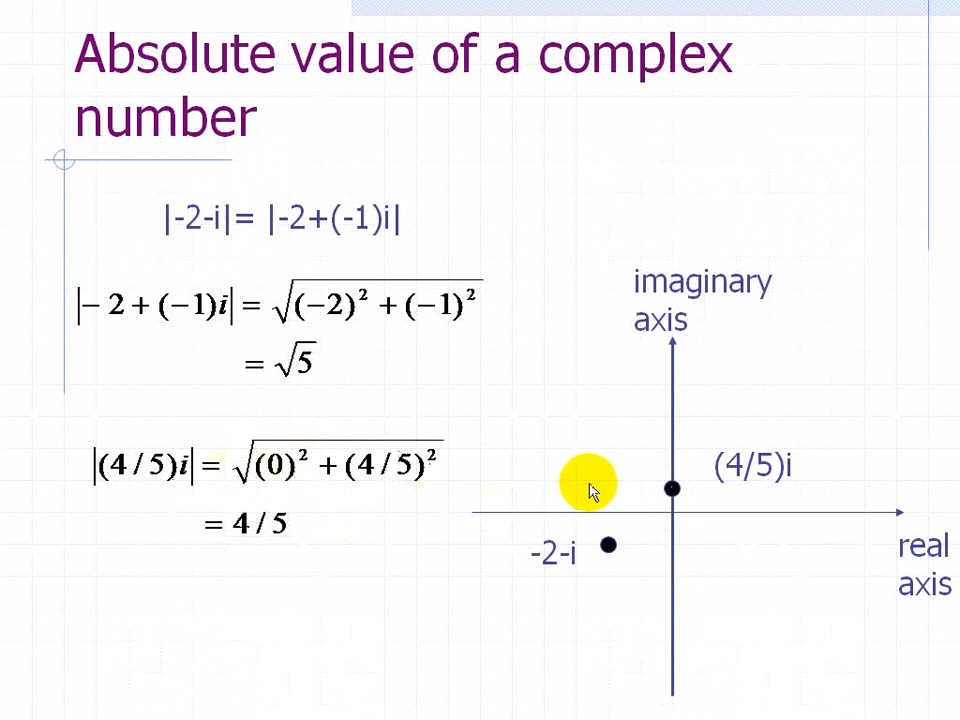 Absolute value of a complex
number
|-2-i|= |-2+(-1)i|
|−2+(−1)i| = √(−2)² +(−1)²
= √5
|(4/5)i| = √(0)² +(4/5)²
= 4/5
imaginary
axis
(4/5)i
-2-i
real
axis